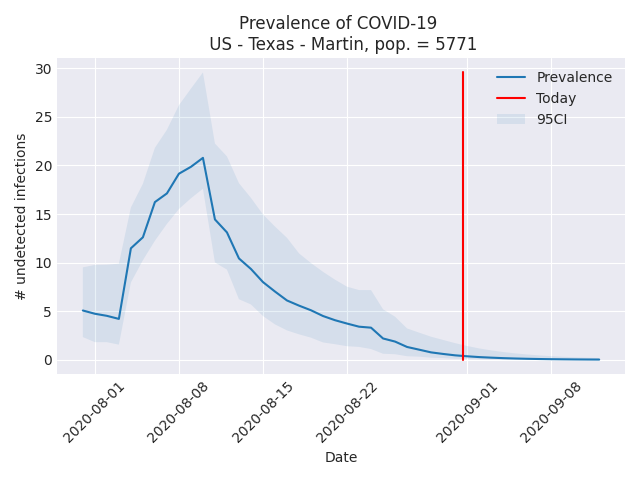 Prevalence of COVID-19
US - Texas - Martin, pop. = 5771
Prevalence
Today
95CI
# undetected infections
30
25
20
15
10
5
0
2020-08-01
2020-08-08
2020-08-15
2020-08-22
2020-09-01
2020-09-08
Date